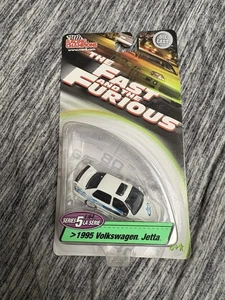 RACING
CHAMPIONS
THE FAST
AND THE
FURIOUS
SERIES 5 LA SERIE
>1995 Volkswagen Jetta